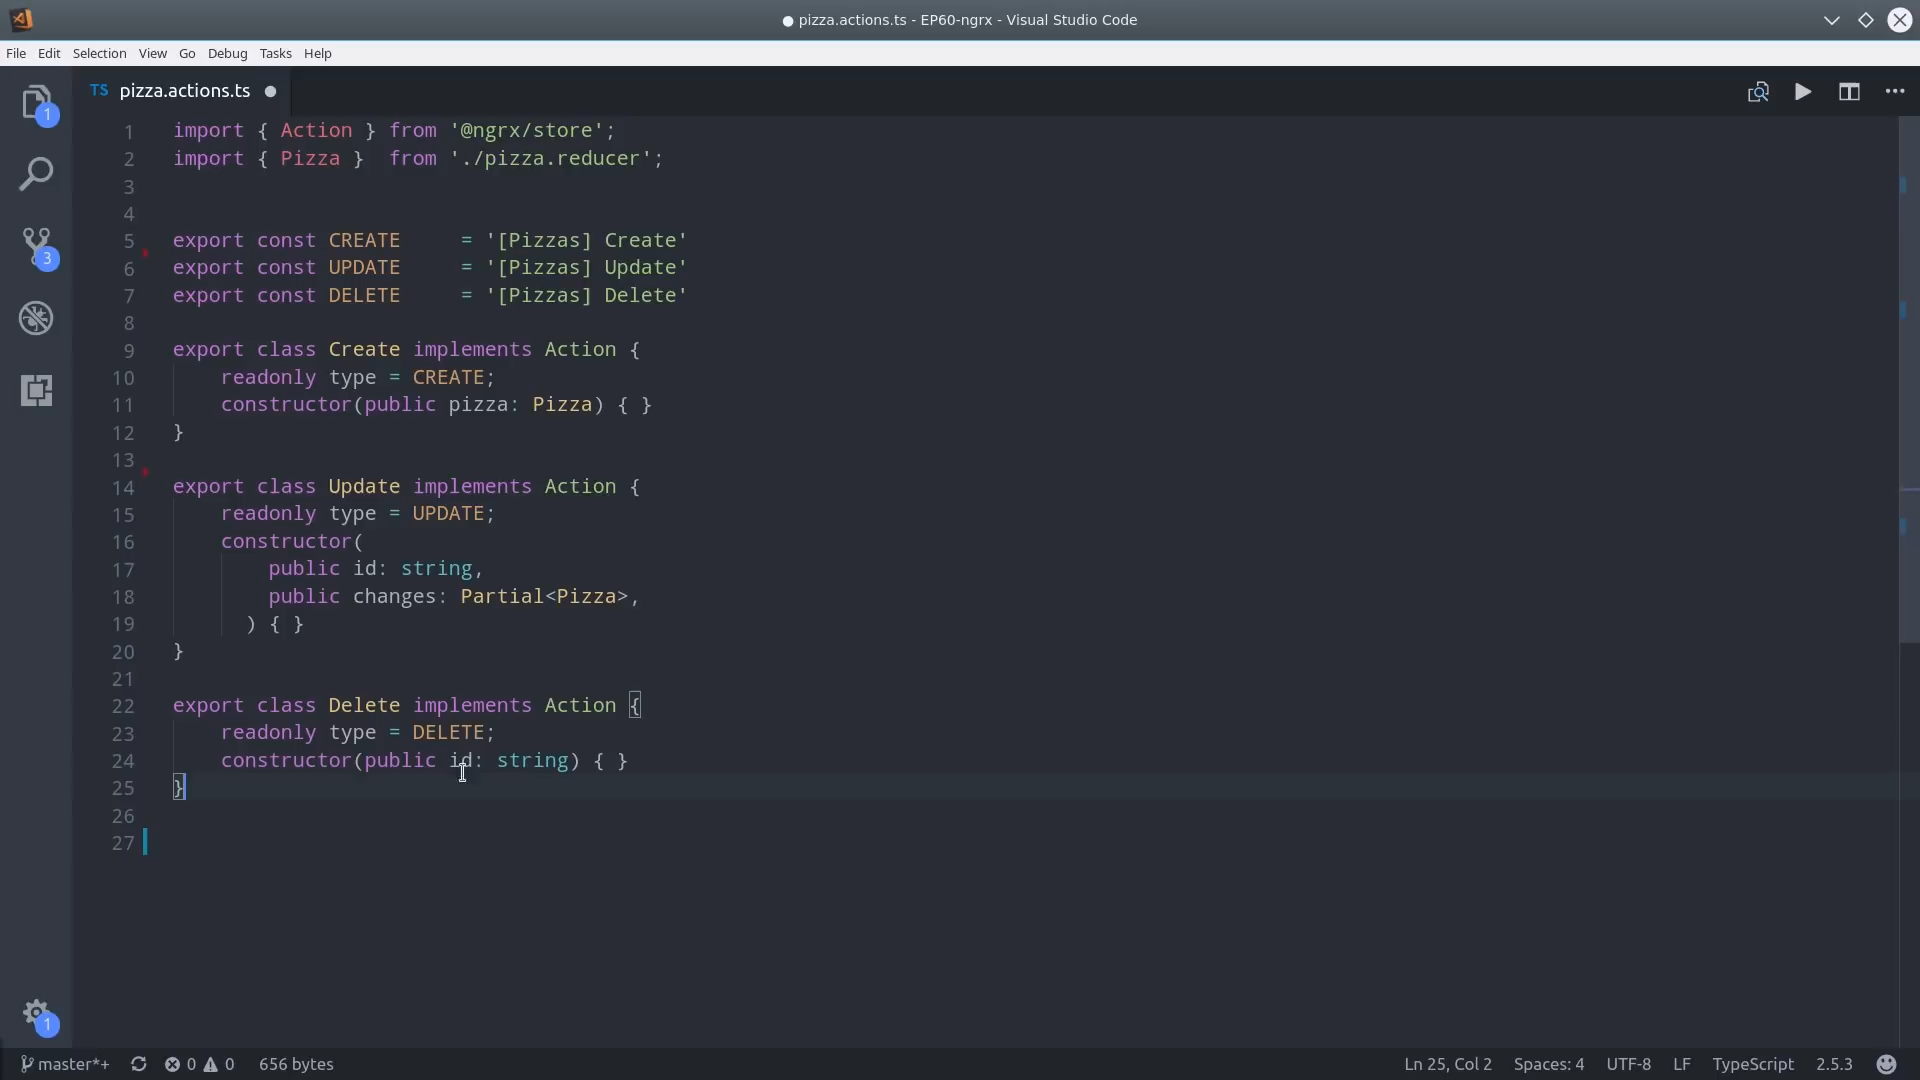 ● pizza.actions.ts - EP60-ngrx - Visual Studio Code
File Edit Selection View Go Debug Tasks Help
1
TS pizza.actions.ts ●
1 import { Action } from '@ngrx/store';
2 import { Pizza }  from './pizza.reducer';
3
4
5 export const CREATE     = '[Pizzas] Create'
6 export const UPDATE     = '[Pizzas] Update'
7 export const DELETE     = '[Pizzas] Delete'
3
8
9 export class Create implements Action {
10     readonly type = CREATE;
11     constructor(public pizza: Pizza) { }
12 }
13
14 export class Update implements Action {
15     readonly type = UPDATE;
16     constructor(
17         public id: string,
18         public changes: Partial<Pizza>,
19       ) { }
20 }
21
22 export class Delete implements Action {
23     readonly type = DELETE;
24     constructor(public id: string) { }
25 }
26
27
1
master*+ 0 0 656 bytes Ln 25, Col 2 Spaces: 4 UTF-8 LF TypeScript 2.5.3